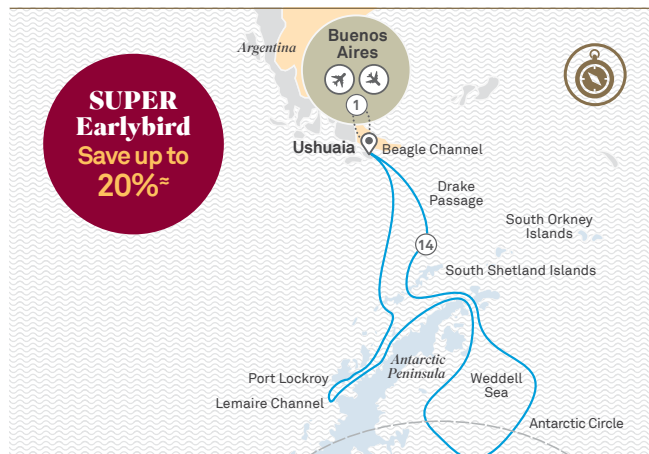 Buenos
Aires
Argentina
1
SUPER
Earlybird
Save up to
20%≈
Ushuaia
Beagle Channel
Drake
Passage
South Orkney
Islands
14
South Shetland Islands
Antarctic
Peninsula
Port Lockroy
Weddell
Sea
Lemaire Channel
Antarctic Circle